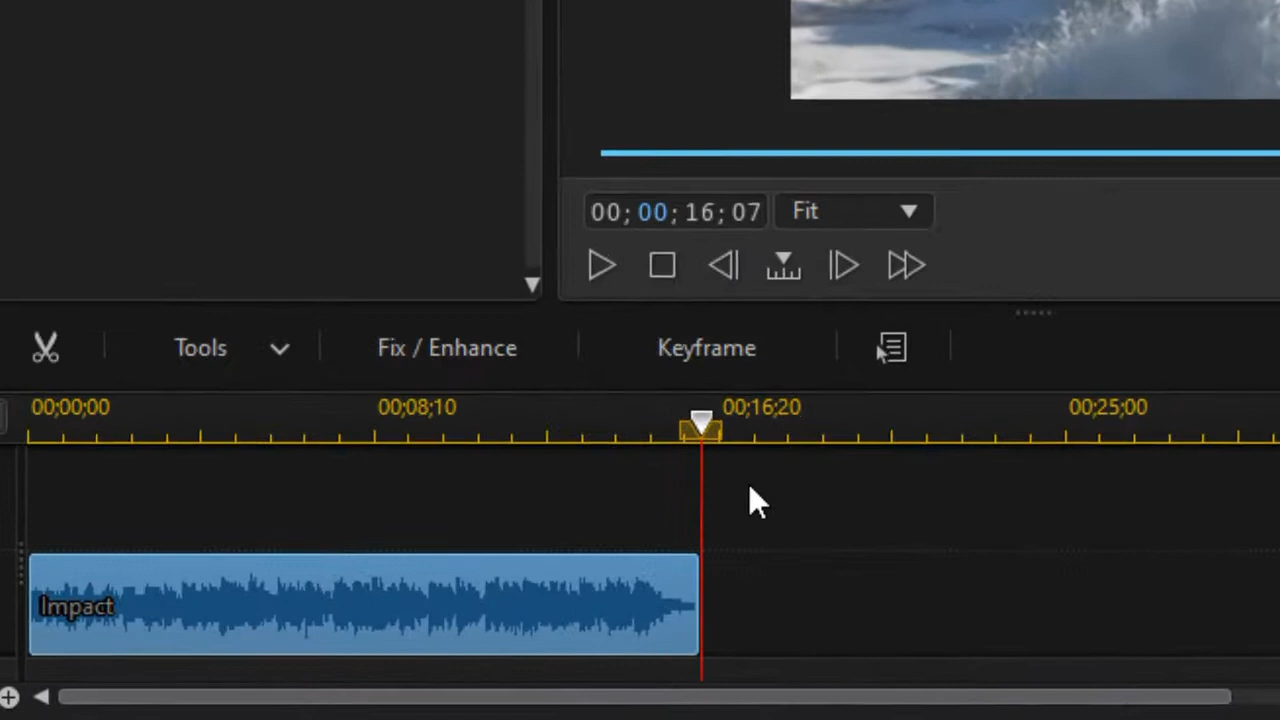 00; 00; 16; 07
Fit
Tools
Fix / Enhance
Keyframe
00;00;00
00;08;10
00;16;20
00;25;00
Impact